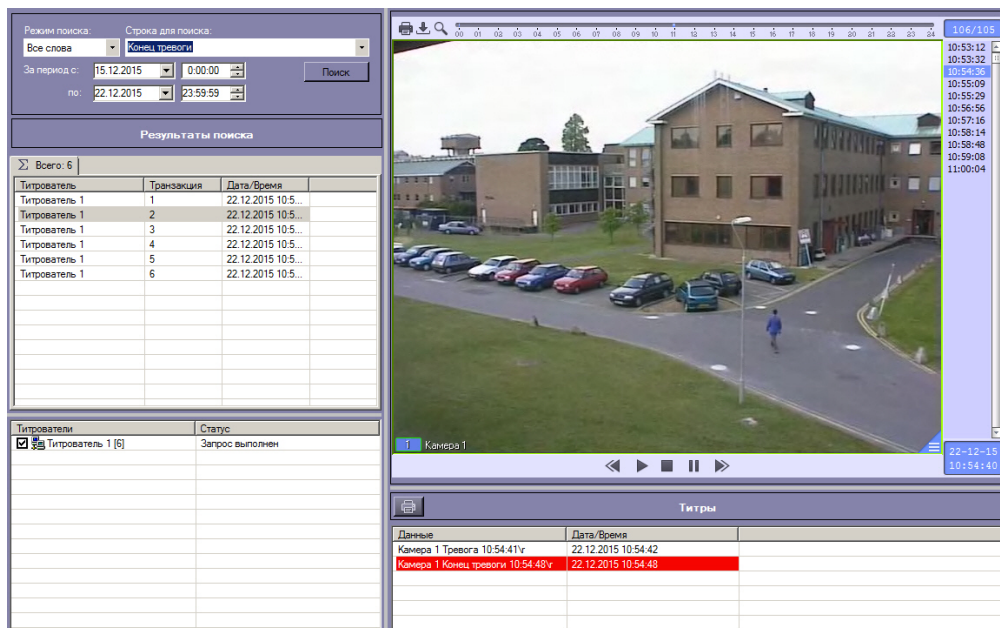 Режим поиска: Строка для поиска:
Все слова Конец тревоги
За период с: 15.12.2015 0:00:00 Поиск
по: 22.12.2015 23:59:59
Результаты поиска
Σ Всего: 6
Титрователь Транзакция Дата/Время
Титрователь 1 1 22.12.2015 10:5...
Титрователь 1 2 22.12.2015 10:5...
Титрователь 1 3 22.12.2015 10:5...
Титрователь 1 4 22.12.2015 10:5...
Титрователь 1 5 22.12.2015 10:5...
Титрователь 1 6 22.12.2015 10:5...
Титрователи Статус
Титрователь 1 [6] Запрос выполнен
00 01 02 03 04 05 06 07 08 09 10 11 12 13 14 15 16 17 18 19 20 21 22 23 24
106/105
10:53:12
10:53:32
10:54:36
10:55:09
10:55:29
10:56:56
10:57:16
10:58:14
10:58:48
10:59:08
11:00:04
1 Камера 1
22-12-15
10:54:40
Титры
Данные Дата/Время
Камера 1 Тревога 10:54:41\r 22.12.2015 10:54:42
Камера 1 Конец тревоги 10:54:48\r 22.12.2015 10:54:48